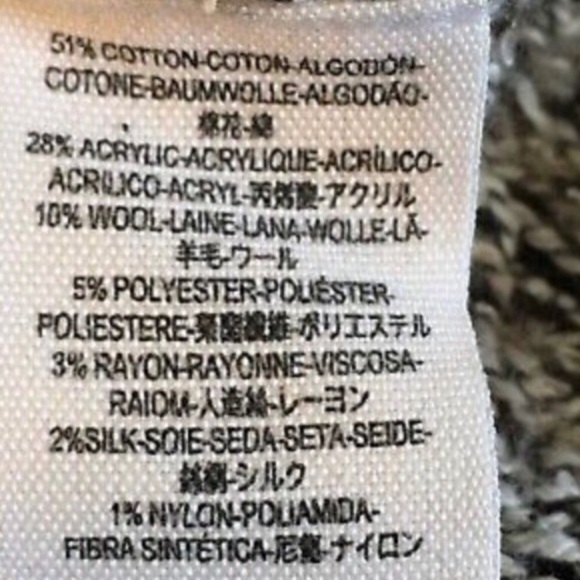 51% COTTON-COTON-ALGODÓN-
COTONE-BAUMWOLLE-ALGODÃO-
棉花-綿
28% ACRYLIC-ACRYLIQUE-ACRÍLICO-
ACRILICO-ACRYL-丙烯酸-アクリル
10% WOOL-LAINE-LANA-WOLLE-LÃ-
羊毛-ウール
5% POLYESTER-POLIÉSTER-
POLIESTERE-聚酯纖維-ポリエステル
3% RAYON-RAYONNE-VISCOSA-
RAIOM-人造絲-レーヨン
2%SILK-SOIE-SEDA-SETA-SEIDE-
-シルク
1% NYLON-POLIAMIDA-
FIBRA SINTÉTICA-尼龍-ナイロン